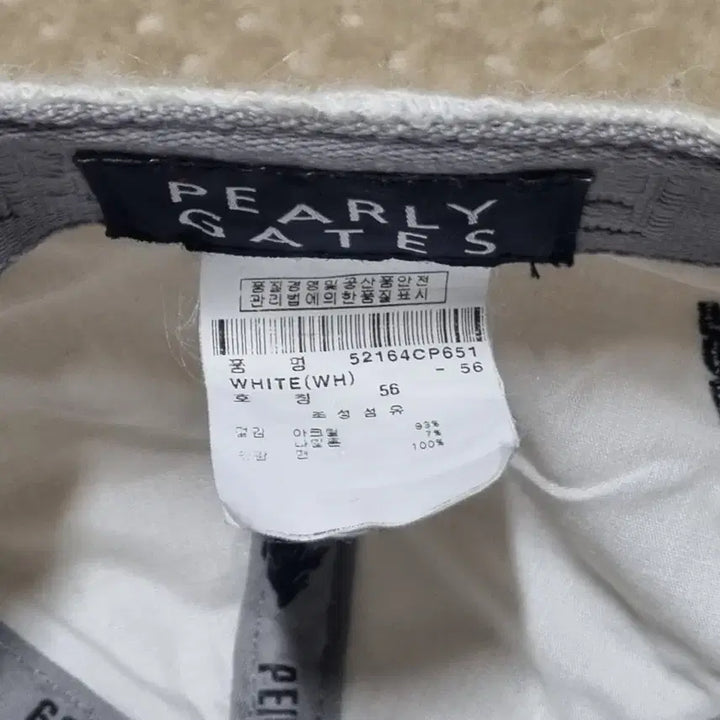 PEARLY
GATES
품질경영및공산품안전
관리법에의한품질표시
품 명 52164CP651
WHITE(WH) - 56
호 칭 56
조 성 섬 유
겉감 아크릴 93%
나일론 7%
안감 면 100%